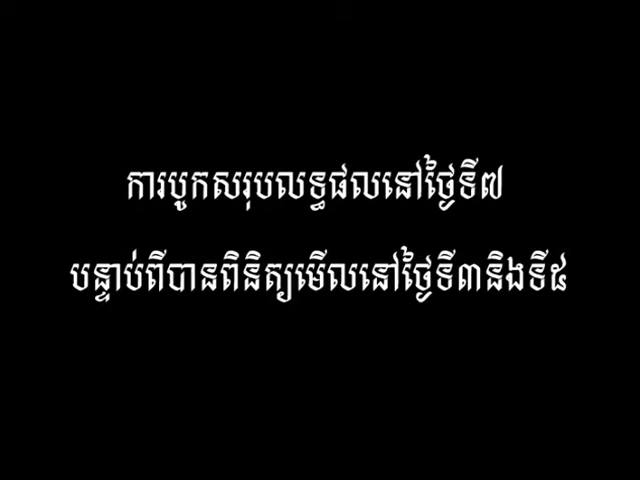 ការបូកសរុបលទ្ធផលនៅថ្ងៃទី៧
បន្ទាប់ពីបានពិនិត្យមើលនៅថ្ងៃទី៣និងទី៥